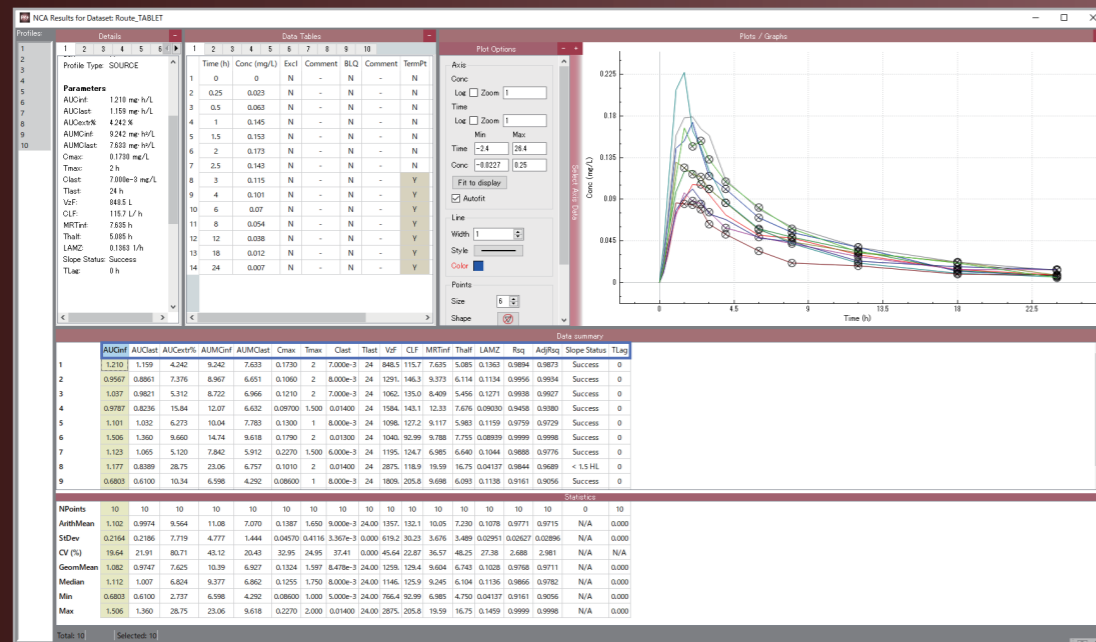 NCA Results for Dataset: Route_TABLET
Profiles:
1
2
3
4
5
6
7
8
9
10
Details
1 2 3 4 5 6
Profile Type: SOURCE
Parameters
AUCinf: 1.210 mg·h/L
AUClast: 1.159 mg·h/L
AUCextr% 4.242 %
AUMCinf: 9.242 mg·h²/L
AUMClast: 7.633 mg·h²/L
Cmax: 0.1730 mg/L
Tmax: 2 h
Clast: 7.000e-3 mg/L
Tlast: 24 h
VzF: 848.5 L
CLF: 115.7 L/h
MRTinf: 7.635 h
Thalf: 5.085 h
LAMZ: 0.1363 1/h
Slope Status: Success
TLag: 0 h
Data Tables
1 2 3 4 5 6 7 8 9 10
Time (h) Conc (mg/L) Excl Comment BLQ Comment TermPt
1 0 0 N - N - N
2 0.25 0.023 N - N - N
3 0.5 0.063 N - N - N
4 1 0.145 N - N - N
5 1.5 0.153 N - N - N
6 2 0.173 N - N - N
7 2.5 0.143 N - N - N
8 3 0.115 N - N - Y
9 4 0.101 N - N - Y
10 6 0.07 N - N - Y
11 8 0.054 N - N - Y
12 12 0.038 N - N - Y
13 18 0.012 N - N - Y
14 24 0.007 N - N - Y
Plot Options
Axis
Conc
Log Zoom 1
Time
Log Zoom 1
Min Max
Time -2.4 26.4
Conc -0.0227 0.25
Fit to display
Autofit
Line
Width 1
Style
Color
Points
Size 6
Shape
Select Axis Data
Plots / Graphs
Conc (mg/L)
0.225
0.18
0.135
0.09
0.045
0
0 4.5 9 13.5 18 22.5
Time (h)
Data summary
AUCinf AUClast AUCextr% AUMCinf AUMClast Cmax Tmax Clast Tlast VzF CLF MRTinf Thalf LAMZ Rsq AdjRsq Slope Status TLag
1 1.210 1.159 4.242 9.242 7.633 0.1730 2 7.000e-3 24 848.5 115.7 7.635 5.085 0.1363 0.9894 0.9873 Success 0
2 0.9567 0.8861 7.376 8.967 6.651 0.1060 2 8.000e-3 24 1291. 146.3 9.373 6.114 0.1134 0.9956 0.9934 Success 0
3 1.037 0.9821 5.312 8.722 6.966 0.1210 2 7.000e-3 24 1062. 135.0 8.409 5.456 0.1271 0.9938 0.9927 Success 0
4 0.9787 0.8236 15.84 12.07 6.632 0.09700 1.500 0.01400 24 1584. 143.1 12.33 7.676 0.09030 0.9458 0.9380 Success 0
5 1.101 1.032 6.273 10.04 7.783 0.1300 1 8.000e-3 24 1098. 127.2 9.117 5.983 0.1159 0.9759 0.9729 Success 0
6 1.506 1.360 9.660 14.74 9.618 0.1790 2 0.01300 24 1040. 92.99 9.788 7.755 0.08939 0.9999 0.9998 Success 0
7 1.123 1.065 5.120 7.842 5.912 0.2270 1.500 6.000e-3 24 1195. 124.7 6.985 6.640 0.1044 0.9888 0.9776 Success 0
8 1.177 0.8389 28.75 23.06 6.757 0.1010 2 0.01400 24 2875. 118.9 19.59 16.75 0.04137 0.9844 0.9689 < 1.5 HL 0
9 0.6803 0.6100 10.34 6.598 4.292 0.08600 1 8.000e-3 24 1809. 205.8 9.698 6.093 0.1138 0.9161 0.9056 Success 0
Statistics
NPoints 10 10 10 10 10 10 10 10 10 10 10 10 10 10 10 10 0 10
ArithMean 1.102 0.9974 9.564 11.08 7.070 0.1387 1.650 9.000e-3 24.00 1357. 132.1 10.05 7.230 0.1078 0.9771 0.9715 N/A 0.000
StDev 0.2164 0.2186 7.719 4.777 1.444 0.04570 0.4116 3.367e-3 0.000 619.2 30.23 3.676 3.489 0.02951 0.02627 0.02896 N/A 0.000
CV (%) 19.64 21.91 80.71 43.12 20.43 32.95 24.95 37.41 0.000 45.64 22.87 36.57 48.25 27.38 2.688 2.981 N/A N/A
GeomMean 1.082 0.9747 7.625 10.39 6.927 0.1324 1.597 8.478e-3 24.00 1259. 129.4 9.604 6.743 0.1028 0.9768 0.9711 N/A 0.000
Median 1.112 1.007 6.824 9.377 6.862 0.1255 1.750 8.000e-3 24.00 1146. 125.9 9.245 6.104 0.1136 0.9866 0.9782 N/A 0.000
Min 0.6803 0.6100 2.737 6.598 4.292 0.08600 1.000 5.000e-3 24.00 766.4 92.99 6.985 4.750 0.04137 0.9161 0.9056 N/A 0.000
Max 1.506 1.360 28.75 23.06 9.618 0.2270 2.000 0.01400 24.00 2875. 205.8 19.59 16.75 0.1459 0.9999 0.9998 N/A 0.000
Total: 10 Selected: 10